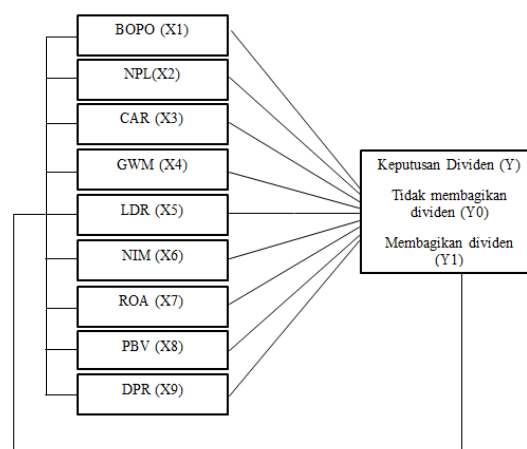 BOPO (X1)
NPL(X2)
CAR (X3)
GWM (X4)
LDR (X5)
NIM (X6)
ROA (X7)
PBV (X8)
DPR (X9)
Keputusan Dividen (Y)
Tidak membagikan
dividen (Y0)
Membagikan dividen
(Y1)